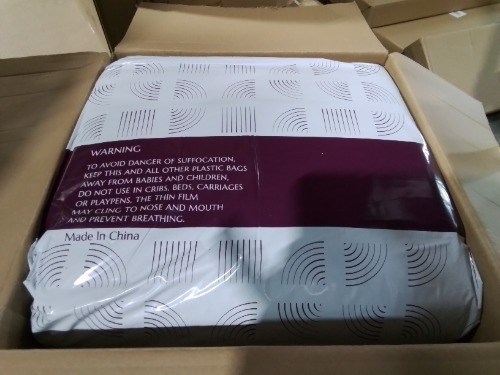 WARNING
TO AVOID DANGER OF SUFFOCATION,
KEEP THIS AND ALL OTHER PLASTIC BAGS
AWAY FROM BABIES AND CHILDREN,
DO NOT USE IN CRIBS, BEDS, CARRIAGES
OR PLAYPENS. THE THIN FILM
MAY CLING TO NOSE AND MOUTH
AND PREVENT BREATHING.
Made In China